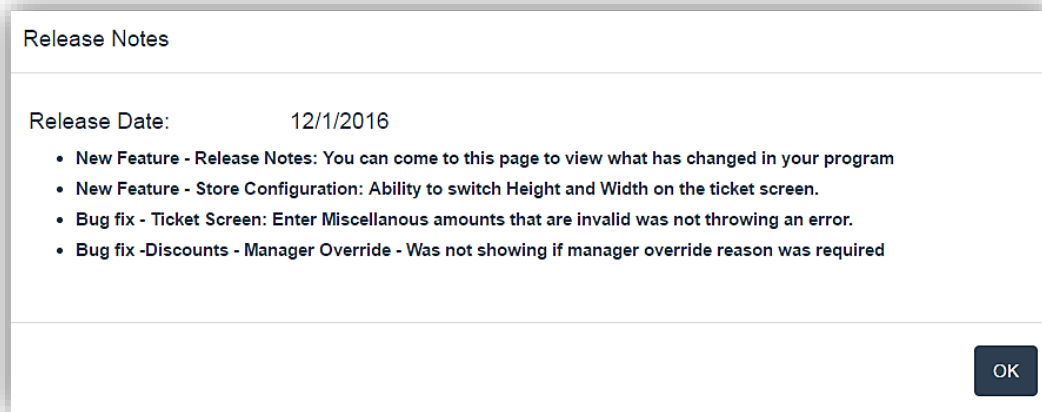 Release Notes
Release Date: 12/1/2016
• New Feature - Release Notes: You can come to this page to view what has changed in your program
• New Feature - Store Configuration: Ability to switch Height and Width on the ticket screen.
• Bug fix - Ticket Screen: Enter Miscellanous amounts that are invalid was not throwing an error.
• Bug fix -Discounts - Manager Override - Was not showing if manager override reason was required
OK